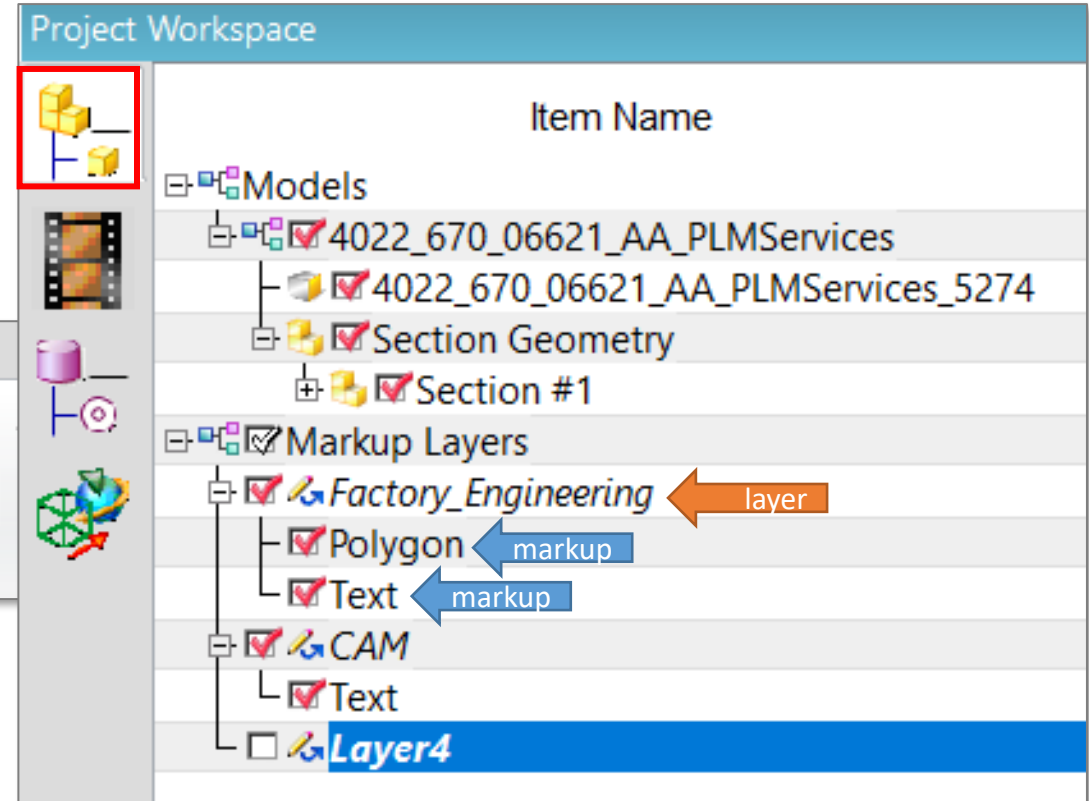 Project Workspace
Item Name
Models
4022_670_06621_AA_PLMServices
4022_670_06621_AA_PLMServices_5274
Section Geometry
Section #1
Markup Layers
Factory_Engineering layer
Polygon markup
Text markup
CAM
Text
Layer4